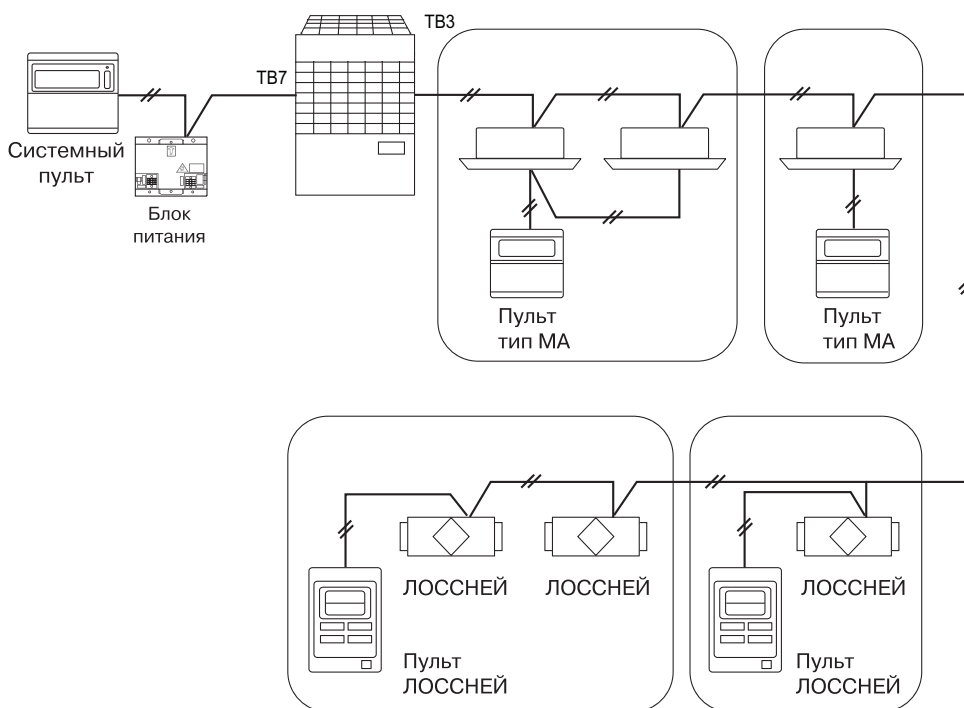 TB3
TB7
Системный
пульт
Блок
питания
Пульт
тип МА
Пульт
тип МА
ЛОССНЕЙ
ЛОССНЕЙ
ЛОССНЕЙ
Пульт
ЛОССНЕЙ
Пульт
ЛОССНЕЙ